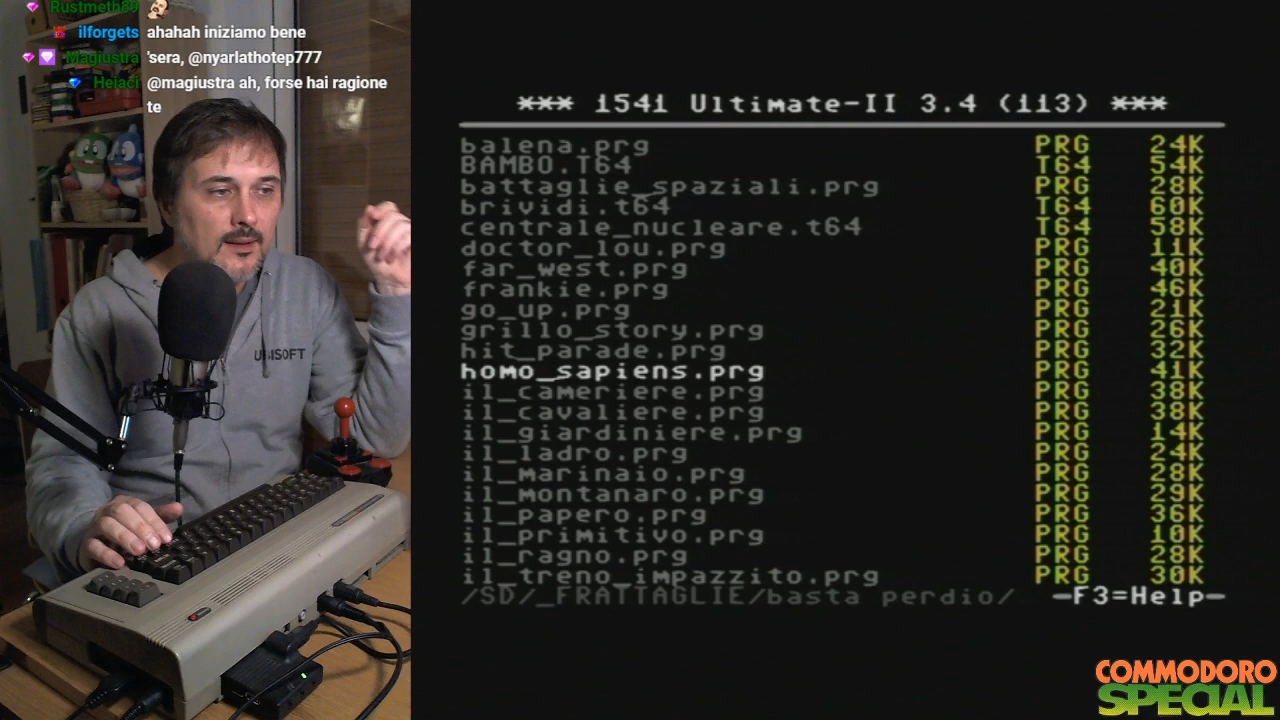 Rustmeth89
ilforgets ahahah iniziamo bene
Magiustra 'sera, @nyarlathotep777
Heiaci @magiustra ah, forse hai ragione
te
UBISOFT
*** 1541 Ultimate-II 3.4 (113) ***
balena.prg PRG 24K
BAMBO.T64 T64 54K
battaglie_spaziali.prg PRG 28K
brividi.t64 T64 60K
centrale_nucleare.t64 T64 58K
doctor_lou.prg PRG 11K
far_west.prg PRG 40K
frankie.prg PRG 46K
go_up.prg PRG 21K
grillo_story.prg PRG 26K
hit_parade.prg PRG 32K
homo_sapiens.prg PRG 41K
il_cameriere.prg PRG 38K
il_cavaliere.prg PRG 38K
il_giardiniere.prg PRG 14K
il_ladro.prg PRG 24K
il_marinaio.prg PRG 28K
il_montanaro.prg PRG 29K
il_papero.prg PRG 36K
il_primitivo.prg PRG 10K
il_ragno.prg PRG 28K
il_treno_impazzito.prg PRG 30K
/SD/_FRATTAGLIE/basta perdio/ F3=Help
COMMODORO
SPECIAL